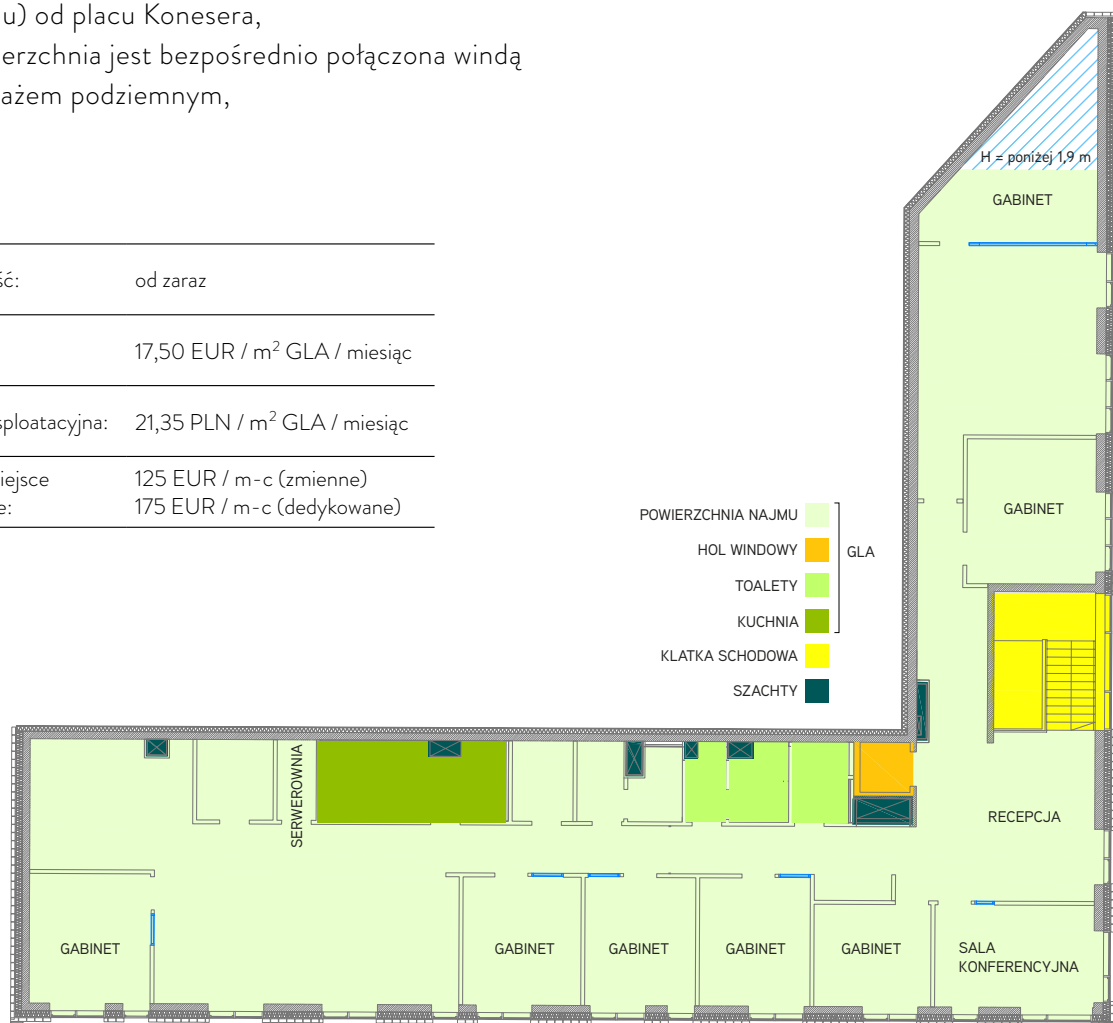 u) od placu Konesera,
ierzchnia jest bezpośrednio połączona windą
ażem podziemnym,
ść: od zaraz
17,50 EUR / m² GLA / miesiąc
sploatacyjna: 21,35 PLN / m² GLA / miesiąc
iejsce 125 EUR / m-c (zmienne)
e: 175 EUR / m-c (dedykowane)
POWIERZCHNIA NAJMU
HOL WINDOWY
GLA
TOALETY
KUCHNIA
KLATKA SCHODOWA
SZACHTY
H = poniżej 1,9 m
GABINET
GABINET
SERWEROWNIA
RECEPCJA
GABINET
GABINET
GABINET
GABINET
GABINET
SALA
KONFERENCYJNA